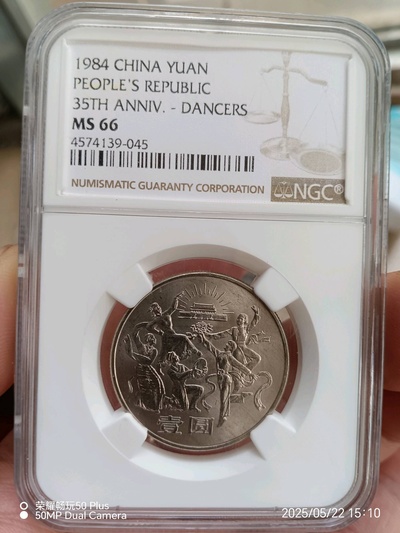 1984 CHINA YUAN
PEOPLE'S REPUBLIC
35TH ANNIV. - DANCERS
MS 66
4574139-045
NUMISMATIC GUARANTY CORPORATION
NGC®
壹圆
荣耀畅玩50 Plus
50MP Dual Camera
2025/05/22 15:10